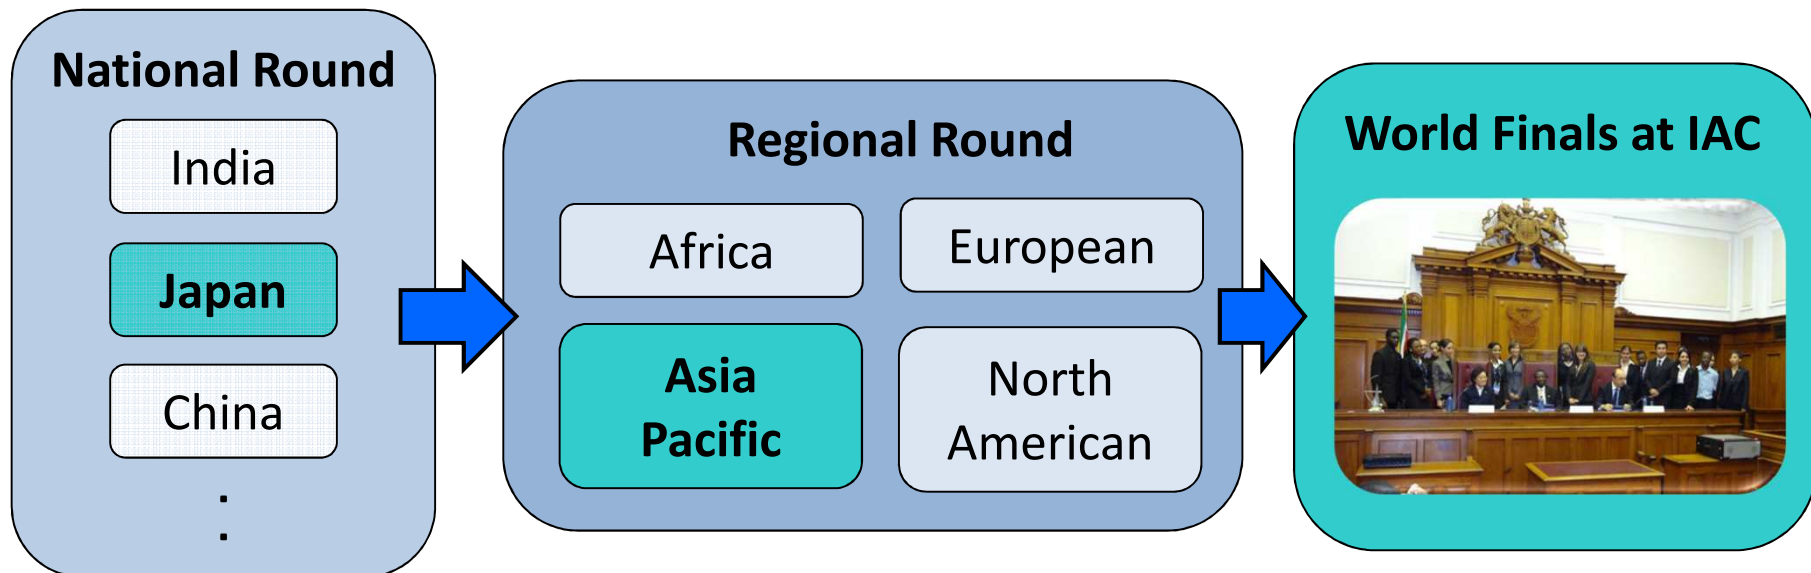 National Round
India
Japan
China
:
Regional Round
Africa
European
Asia
Pacific
North
American
World Finals at IAC